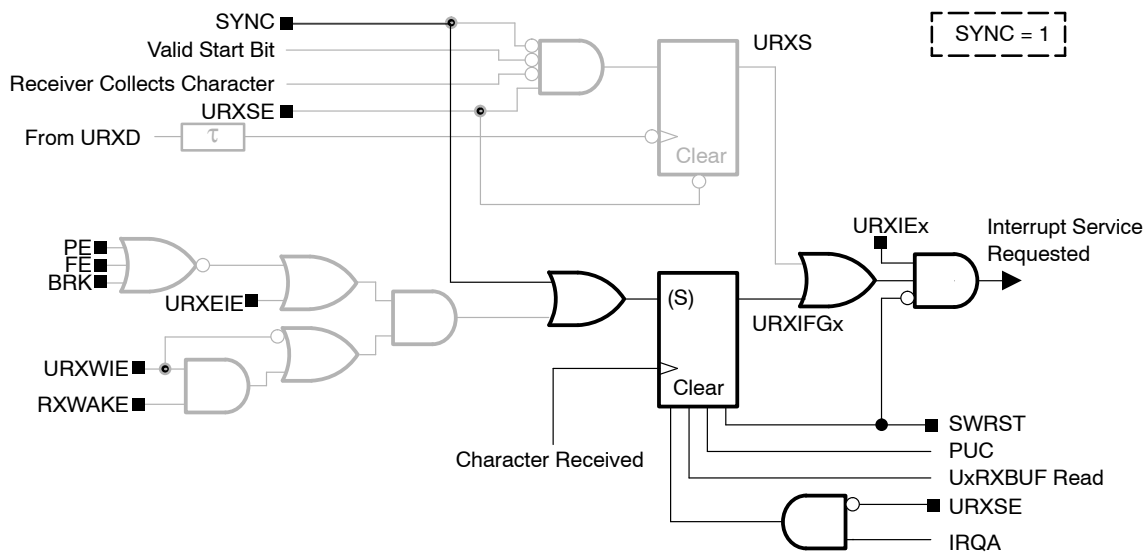 SYNC
SYNC = 1
Valid Start Bit
URXS
Receiver Collects Character
URXSE
From URXD
τ
Clear
PE
FE
BRK
URXEIE
URXWIE
RXWAKE
(S)
Clear
URXIFGx
URXIEx
Interrupt Service
Requested
Character Received
SWRST
PUC
UxRXBUF Read
URXSE
IRQA